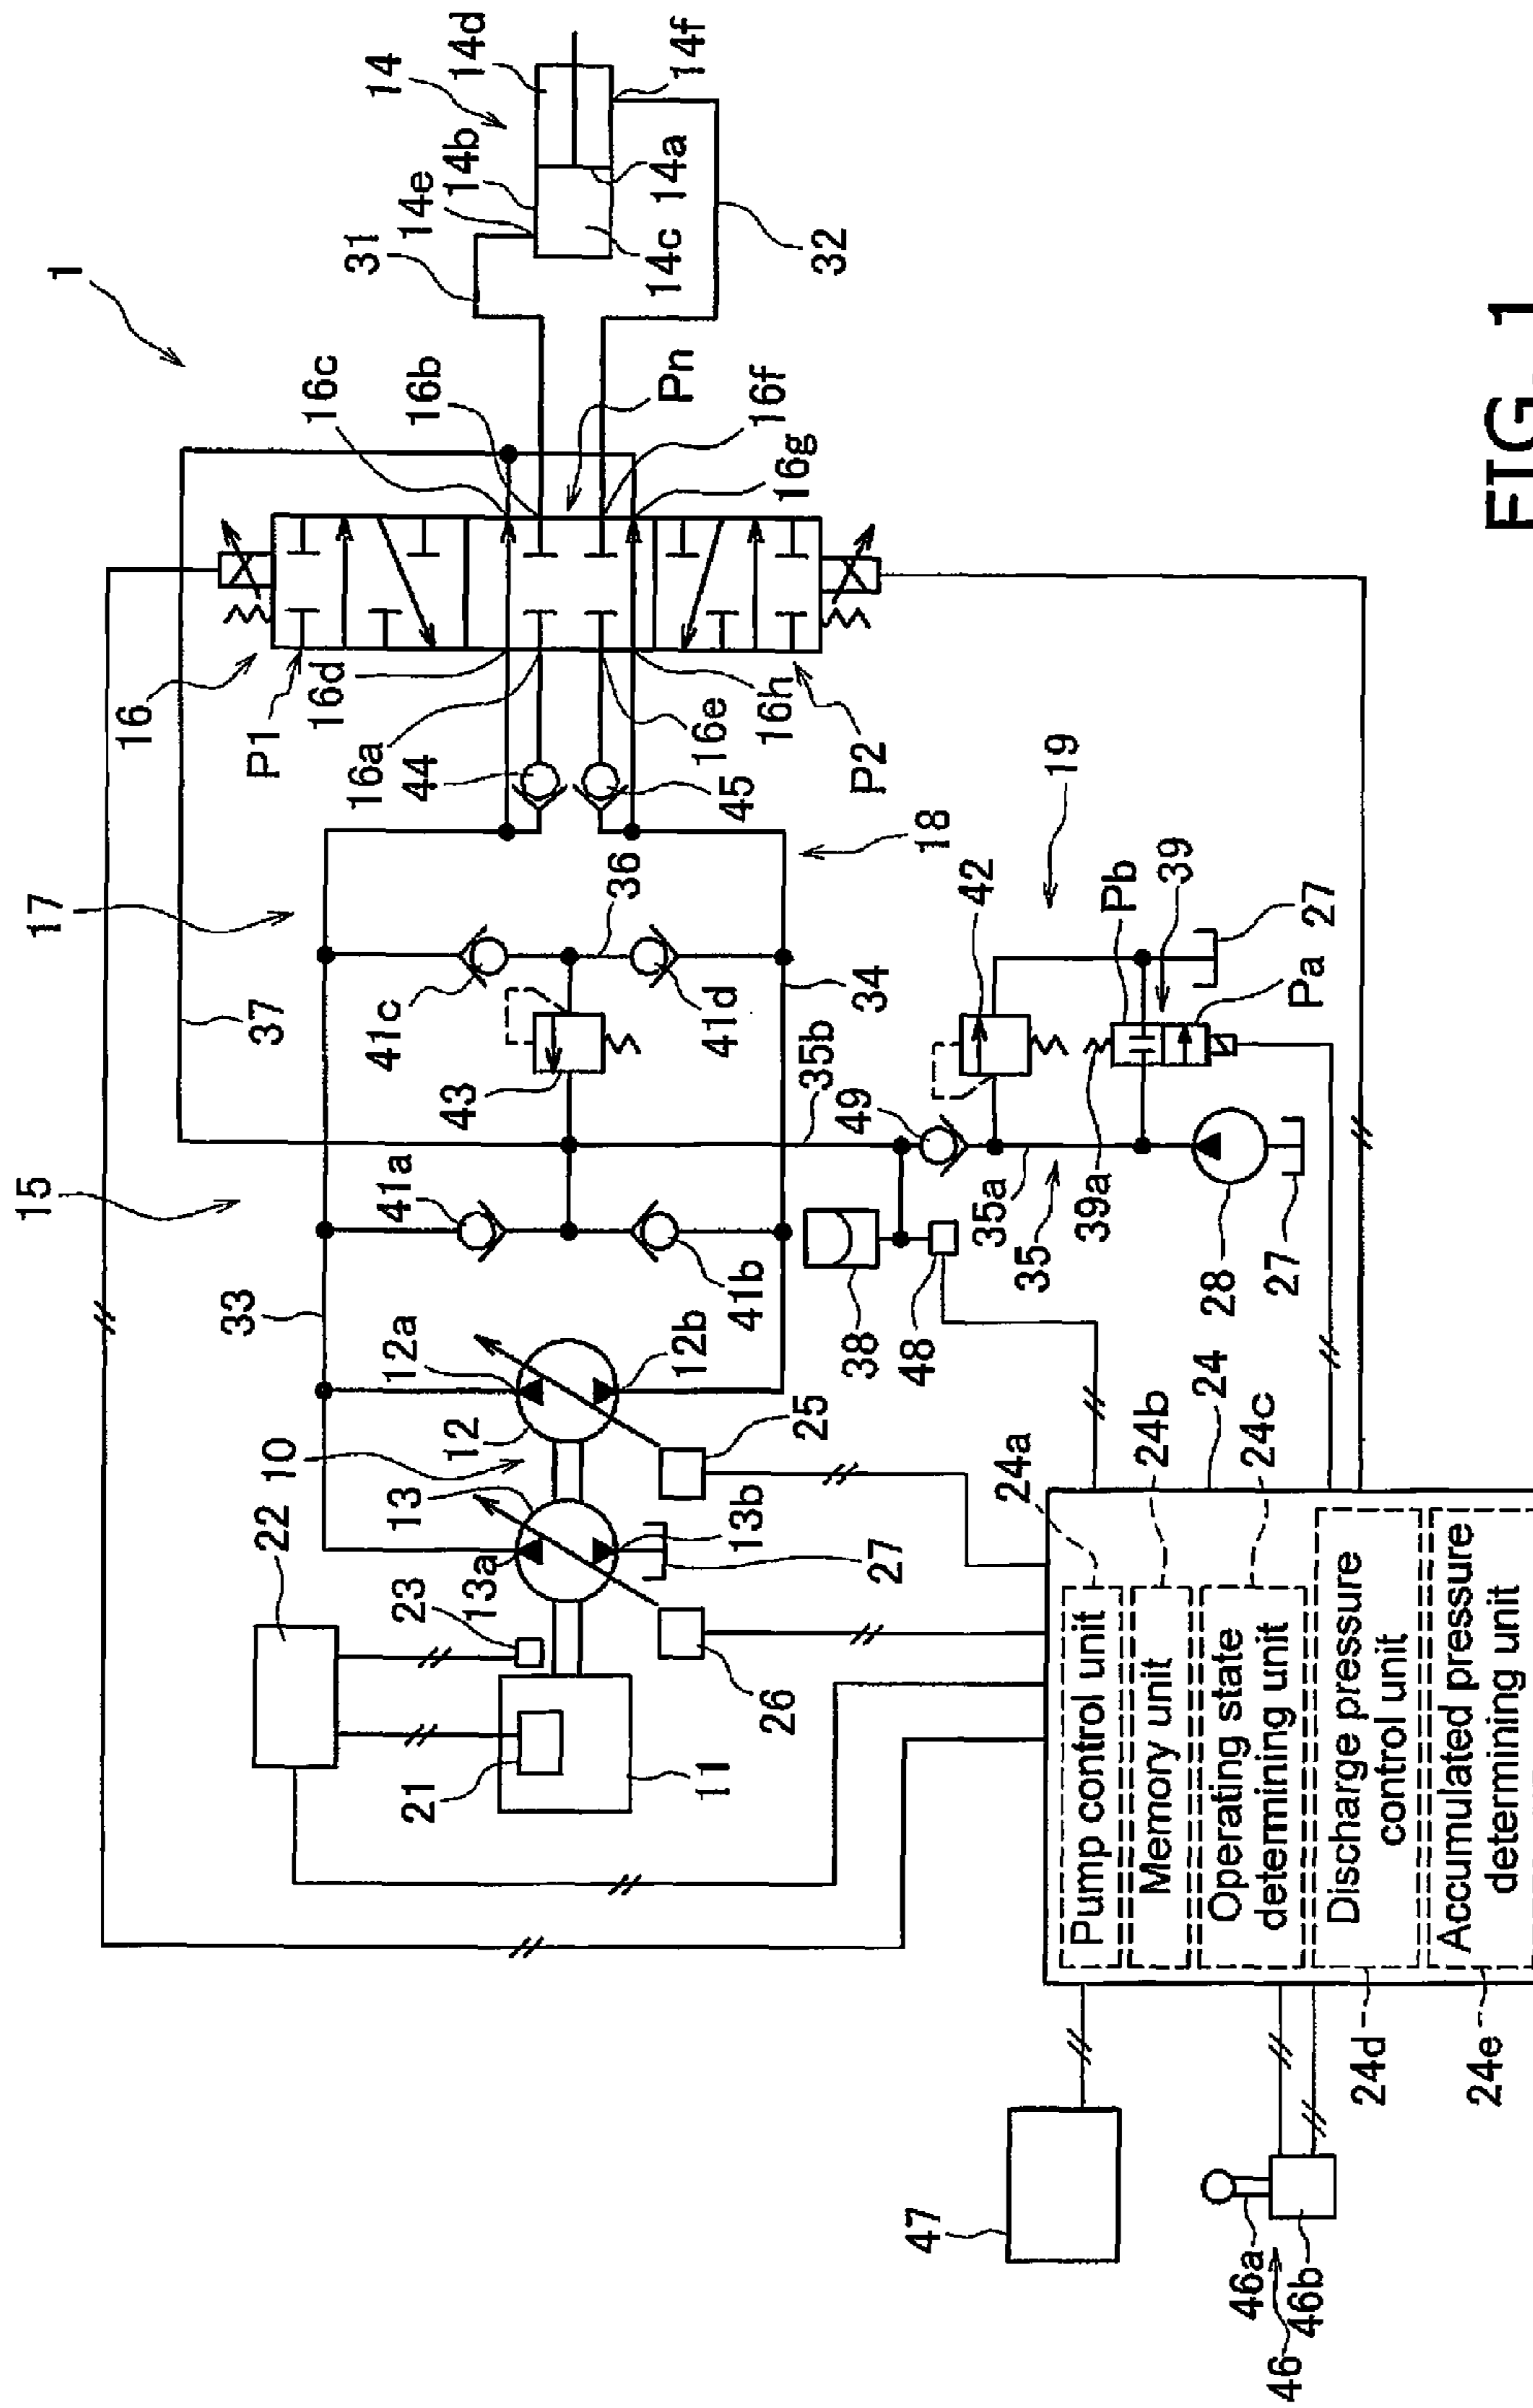 1
14
14d
14b
14e
14f
14a
14c
31
32
16c
16b
Pn
16f
16g
16
P1
16d
16a
44
16e
16h
45
P2
17
18
19
37
36
41c
41d
34
42
Pb
39
27
Pa
43
35b
49
15
41a
41b
35a
35
39a
28
27
33
12a
12b
38
48
10
12
25
13
13b
13a
27
22
23
26
21
11
24
24a
24b
24c
Pump control unit
Memory unit
Operating state
determining unit
Discharge pressure
control unit
Accumulated pressure
determining unit
24d
24e
47
46a
46b
46
FIG. 1